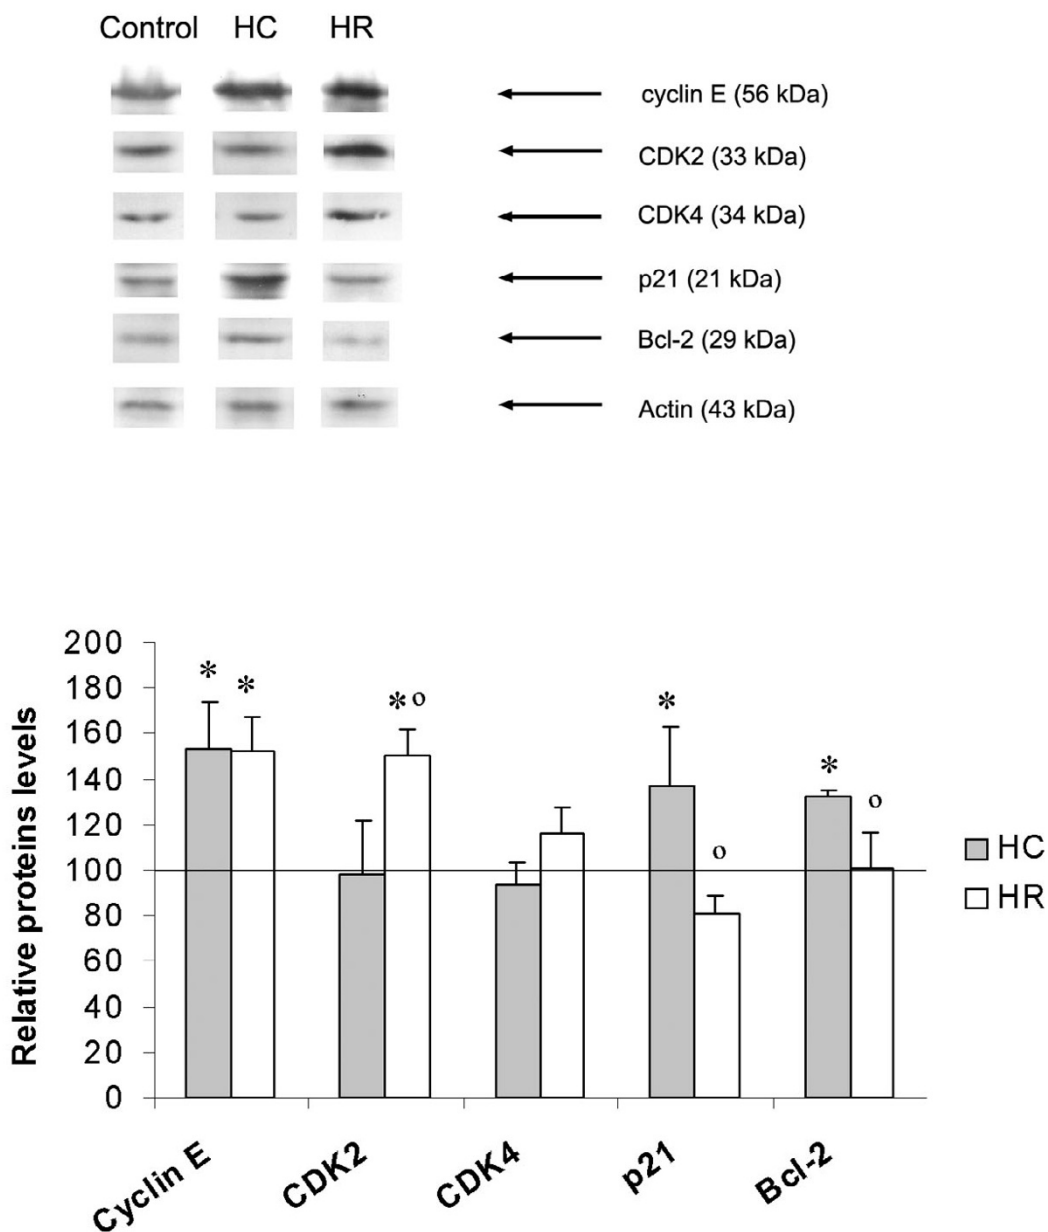 Control HC HR
cyclin E (56 kDa)
CDK2 (33 kDa)
CDK4 (34 kDa)
p21 (21 kDa)
Bcl-2 (29 kDa)
Actin (43 kDa)
Relative proteins levels
200
180
160
140
120
100
80
60
40
20
0
* *
* o
*
o
*
o
HC
HR
Cyclin E CDK2 CDK4 p21 Bcl-2